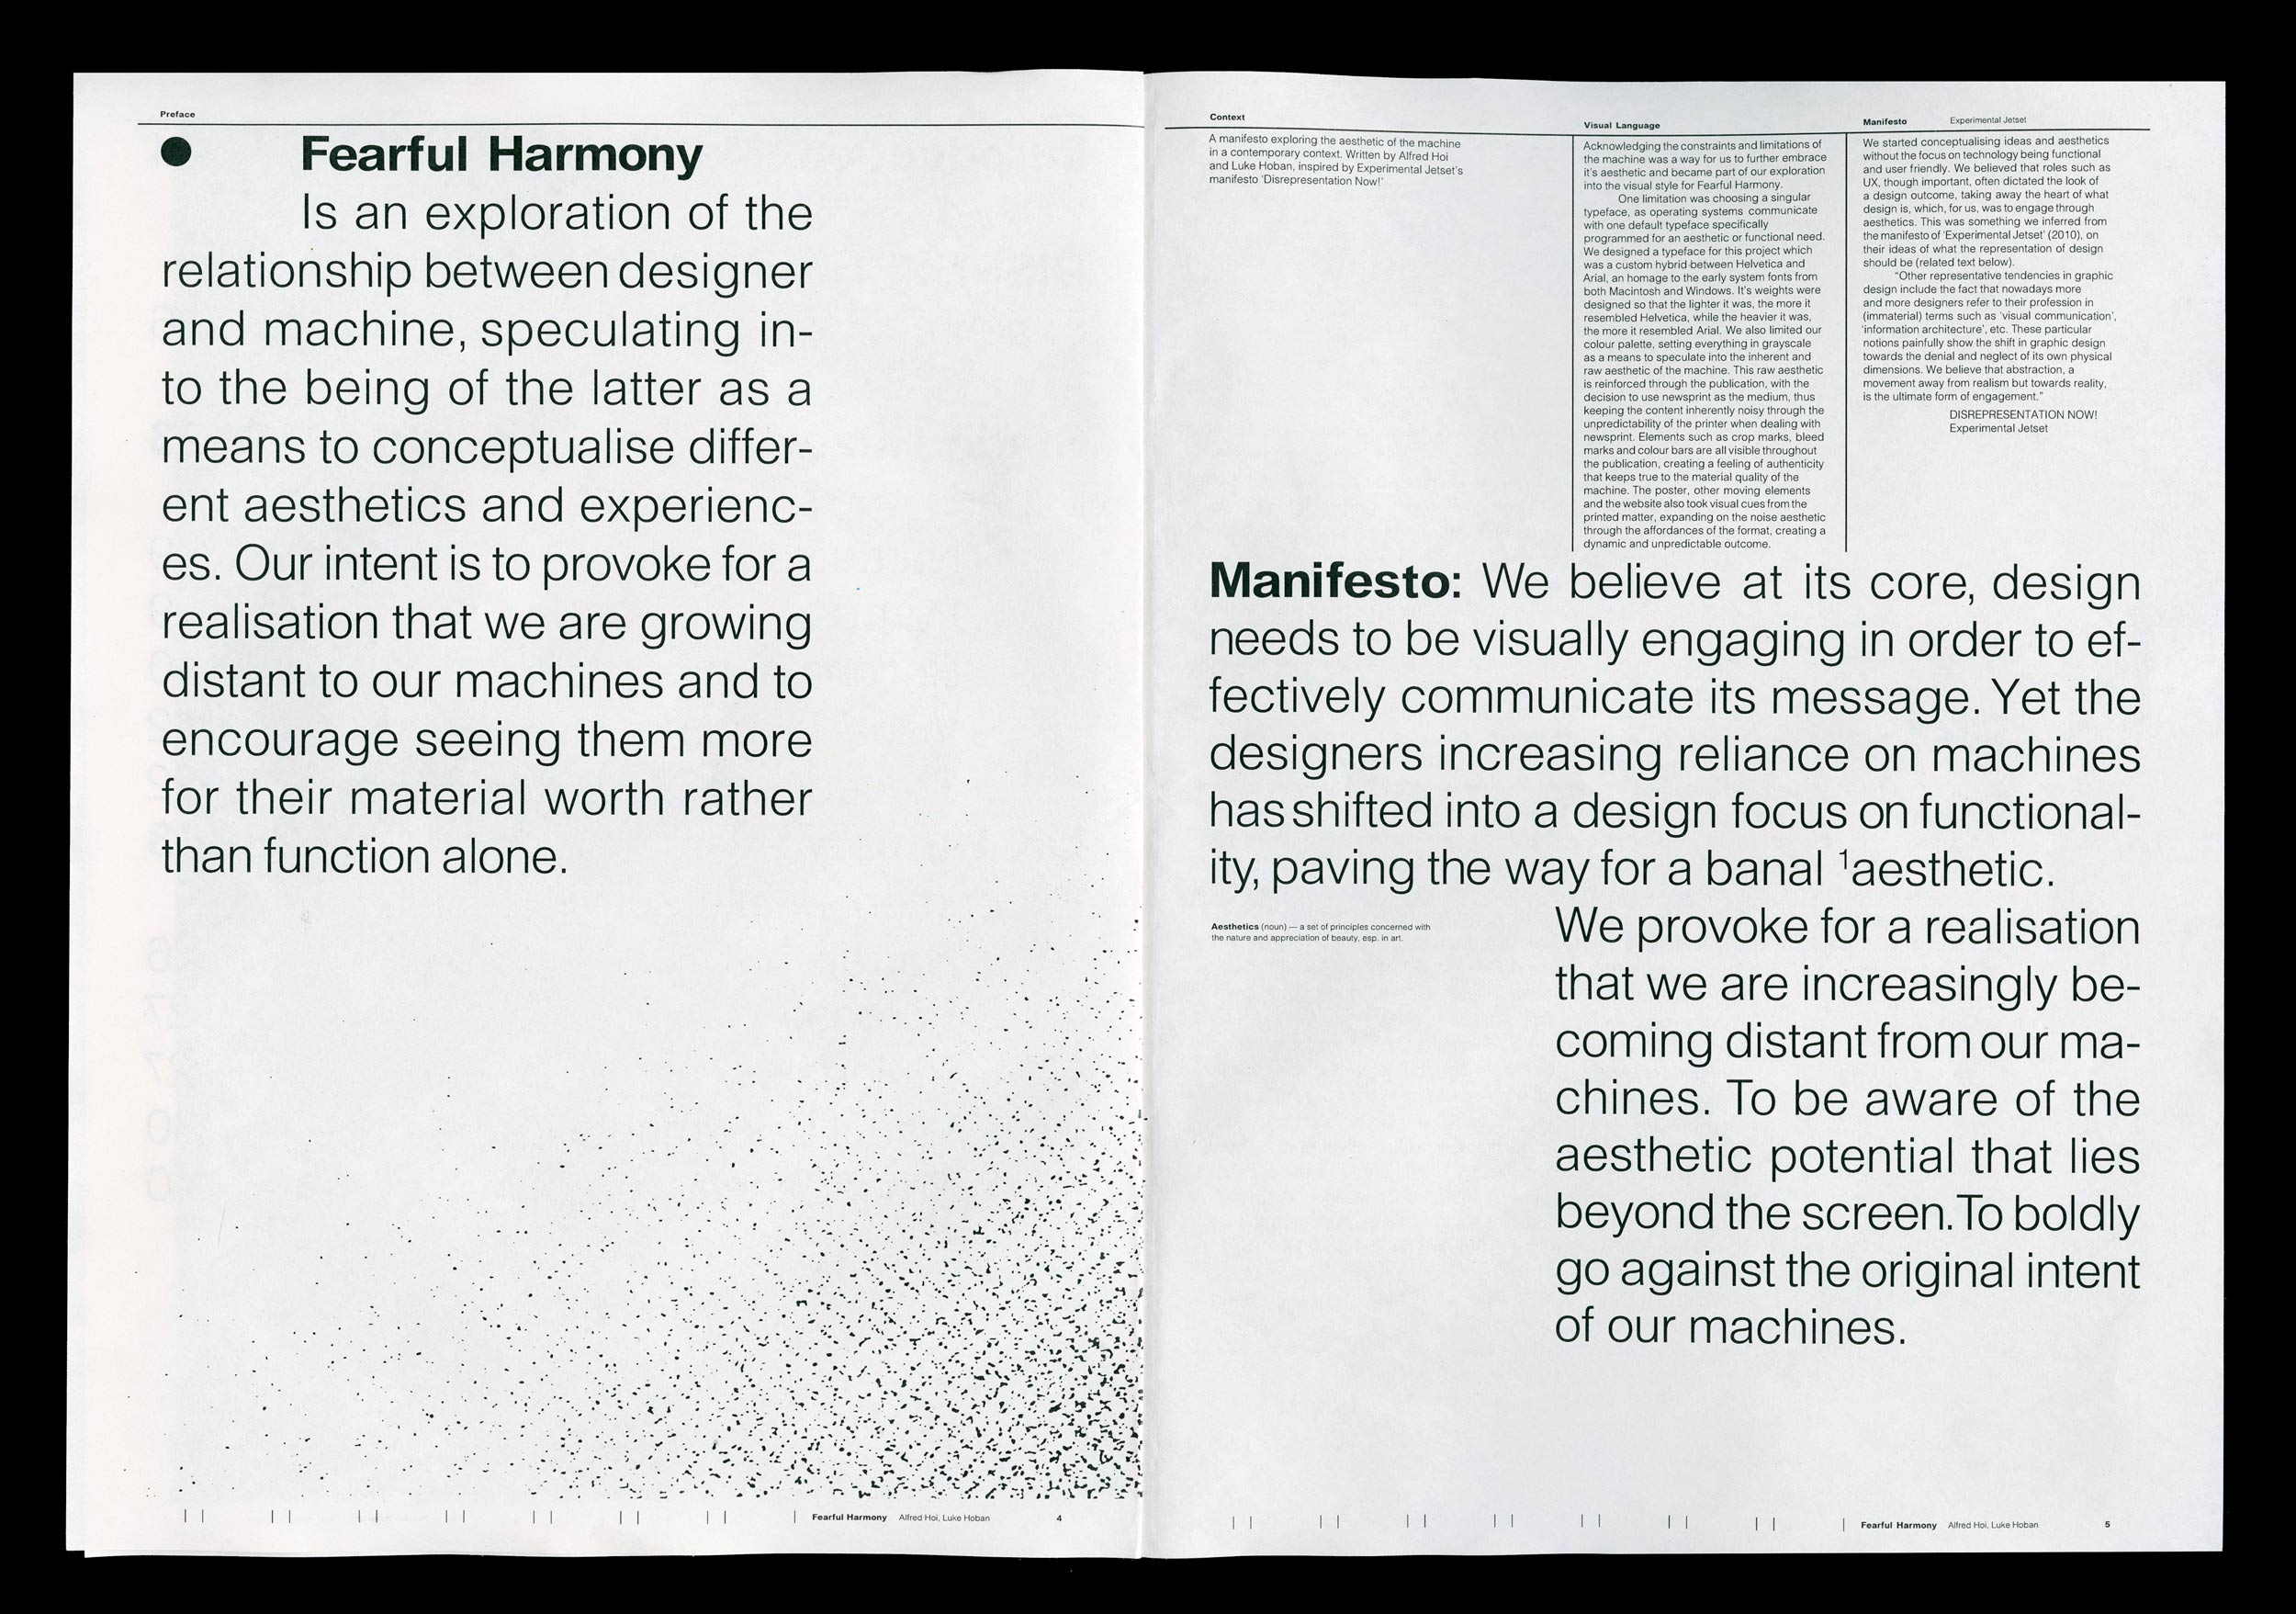 Preface
Fearful Harmony
Is an exploration of the
relationship between designer
and machine, speculating in-
to the being of the latter as a
means to conceptualise differ-
ent aesthetics and experienc-
es. Our intent is to provoke for a
realisation that we are growing
distant to our machines and to
encourage seeing them more
for their material worth rather
than function alone.
Fearful Harmony Alfred Hoi, Luke Hoban 4
Context
A manifesto exploring the aesthetic of the machine
in a contemporary context. Written by Alfred Hoi
and Luke Hoban, inspired by Experimental Jetset's
manifesto 'Disrepresentation Now!'
Visual Language
Acknowledging the constraints and limitations of
the machine was a way for us to further embrace
it's aesthetic and became part of our exploration
into the visual style for Fearful Harmony.
One limitation was choosing a singular
typeface, as operating systems communicate
with one default typeface specifically
programmed for an aesthetic or functional need.
We designed a typeface for this project which
was a custom hybrid between Helvetica and
Arial, an homage to the early system fonts from
both Macintosh and Windows. It's weights were
designed so that the lighter it was, the more it
resembled Helvetica, while the heavier it was,
the more it resembled Arial. We also limited our
colour palette, setting everything in grayscale
as a means to speculate into the inherent and
raw aesthetic of the machine. This raw aesthetic
is reinforced through the publication, with the
decision to use newsprint as the medium, thus
keeping the content inherently noisy through the
unpredictability of the printer when dealing with
newsprint. Elements such as crop marks, bleed
marks and colour bars are all visible throughout
the publication, creating a feeling of authenticity
that keeps true to the material quality of the
machine. The poster, other moving elements
and the website also took visual cues from the
printed matter, expanding on the noise aesthetic
through the affordances of the format, creating a
dynamic and unpredictable outcome.
Manifesto Experimental Jetset
We started conceptualising ideas and aesthetics
without the focus on technology being functional
and user friendly. We believed that roles such as
UX, though important, often dictated the look of
a design outcome, taking away the heart of what
design is, which, for us, was to engage through
aesthetics. This was something we inferred from
the manifesto of 'Experimental Jetset' (2010), on
their ideas of what the representation of design
should be (related text below).
"Other representative tendencies in graphic
design include the fact that nowadays more
and more designers refer to their profession in
(immaterial) terms such as 'visual communication',
'information architecture', etc. These particular
notions painfully show the shift in graphic design
towards the denial and neglect of its own physical
dimensions. We believe that abstraction, a
movement away from realism but towards reality,
is the ultimate form of engagement."
DISREPRESENTATION NOW!
Experimental Jetset
Manifesto: We believe at its core, design
needs to be visually engaging in order to ef-
fectively communicate its message. Yet the
designers increasing reliance on machines
has shifted into a design focus on functional-
ity, paving the way for a banal ¹aesthetic.
Aesthetics (noun) — a set of principles concerned with
the nature and appreciation of beauty, esp. in art.
We provoke for a realisation
that we are increasingly be-
coming distant from our ma-
chines. To be aware of the
aesthetic potential that lies
beyond the screen. To boldly
go against the original intent
of our machines.
Fearful Harmony Alfred Hoi, Luke Hoban 5